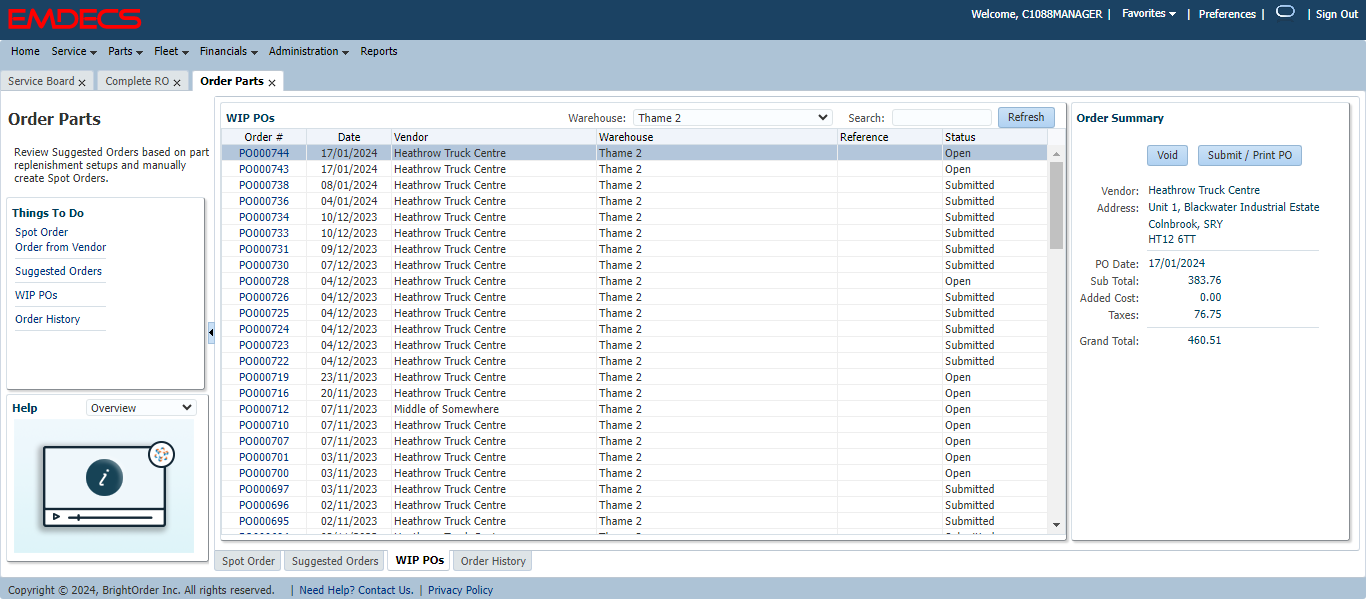 EMDECS
Welcome, C1088MANAGER | Favorites | Preferences | | Sign Out
Home Service Parts Fleet Financials Administration Reports
Service Board x Complete RO x Order Parts x
Order Parts
Review Suggested Orders based on part
replenishment setups and manually
create Spot Orders.
Things To Do
Spot Order
Order from Vendor
Suggested Orders
WIP POs
Order History
Help Overview
i
WIP POs Warehouse: Thame 2 Search: Refresh
Order # Date Vendor Warehouse Reference Status
PO000744 17/01/2024 Heathrow Truck Centre Thame 2 Open
PO000743 17/01/2024 Heathrow Truck Centre Thame 2 Open
PO000738 08/01/2024 Heathrow Truck Centre Thame 2 Submitted
PO000736 04/01/2024 Heathrow Truck Centre Thame 2 Submitted
PO000734 10/12/2023 Heathrow Truck Centre Thame 2 Submitted
PO000733 10/12/2023 Heathrow Truck Centre Thame 2 Submitted
PO000731 09/12/2023 Heathrow Truck Centre Thame 2 Submitted
PO000730 07/12/2023 Heathrow Truck Centre Thame 2 Submitted
PO000728 04/12/2023 Heathrow Truck Centre Thame 2 Open
PO000726 04/12/2023 Heathrow Truck Centre Thame 2 Submitted
PO000725 04/12/2023 Heathrow Truck Centre Thame 2 Submitted
PO000724 04/12/2023 Heathrow Truck Centre Thame 2 Submitted
PO000723 04/12/2023 Heathrow Truck Centre Thame 2 Submitted
PO000722 04/12/2023 Heathrow Truck Centre Thame 2 Submitted
PO000719 23/11/2023 Heathrow Truck Centre Thame 2 Open
PO000716 20/11/2023 Heathrow Truck Centre Thame 2 Open
PO000712 07/11/2023 Middle of Somewhere Thame 2 Open
PO000710 07/11/2023 Heathrow Truck Centre Thame 2 Open
PO000707 07/11/2023 Heathrow Truck Centre Thame 2 Open
PO000701 03/11/2023 Heathrow Truck Centre Thame 2 Open
PO000700 03/11/2023 Heathrow Truck Centre Thame 2 Open
PO000697 03/11/2023 Heathrow Truck Centre Thame 2 Submitted
PO000696 02/11/2023 Heathrow Truck Centre Thame 2 Submitted
PO000695 02/11/2023 Heathrow Truck Centre Thame 2 Submitted
Order Summary
Void Submit / Print PO
Vendor: Heathrow Truck Centre
Address: Unit 1, Blackwater Industrial Estate
Colnbrook, SRY
HT12 6TT
PO Date: 17/01/2024
Sub Total: 383.76
Added Cost: 0.00
Taxes: 76.75
Grand Total: 460.51
Spot Order Suggested Orders WIP POs Order History
Copyright © 2024, BrightOrder Inc. All rights reserved. | Need Help? Contact Us. | Privacy Policy